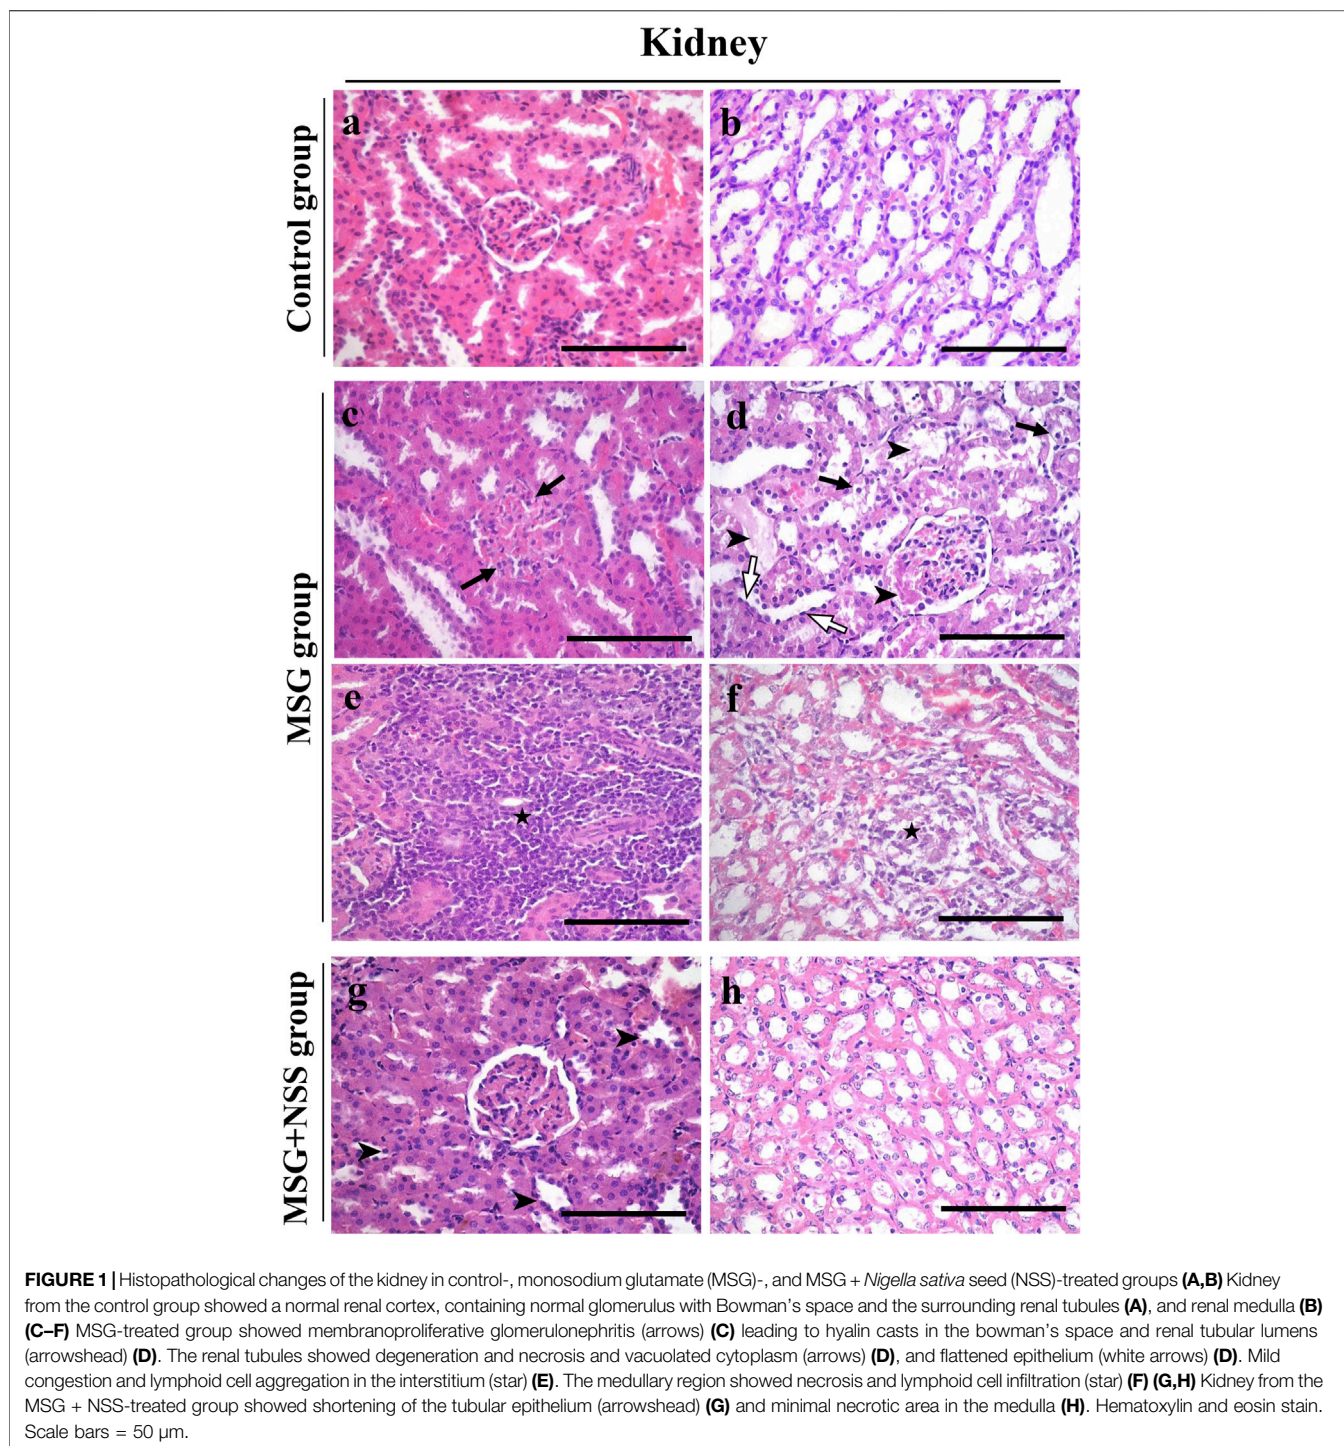 Kidney
Control group
a
b
MSG group
c
d
e
f
MSG+NSS group
g
h
FIGURE 1 | Histopathological changes of the kidney in control-, monosodium glutamate (MSG)-, and MSG + Nigella sativa seed (NSS)-treated groups (A,B) Kidney
from the control group showed a normal renal cortex, containing normal glomerulus with Bowman's space and the surrounding renal tubules (A), and renal medulla (B)
(C–F) MSG-treated group showed membranoproliferative glomerulonephritis (arrows) (C) leading to hyalin casts in the bowman's space and renal tubular lumens
(arrowshead) (D). The renal tubules showed degeneration and necrosis and vacuolated cytoplasm (arrows) (D), and flattened epithelium (white arrows) (D). Mild
congestion and lymphoid cell aggregation in the interstitium (star) (E). The medullary region showed necrosis and lymphoid cell infiltration (star) (F) (G,H) Kidney from the
MSG + NSS-treated group showed shortening of the tubular epithelium (arrowshead) (G) and minimal necrotic area in the medulla (H). Hematoxylin and eosin stain.
Scale bars = 50 μm.